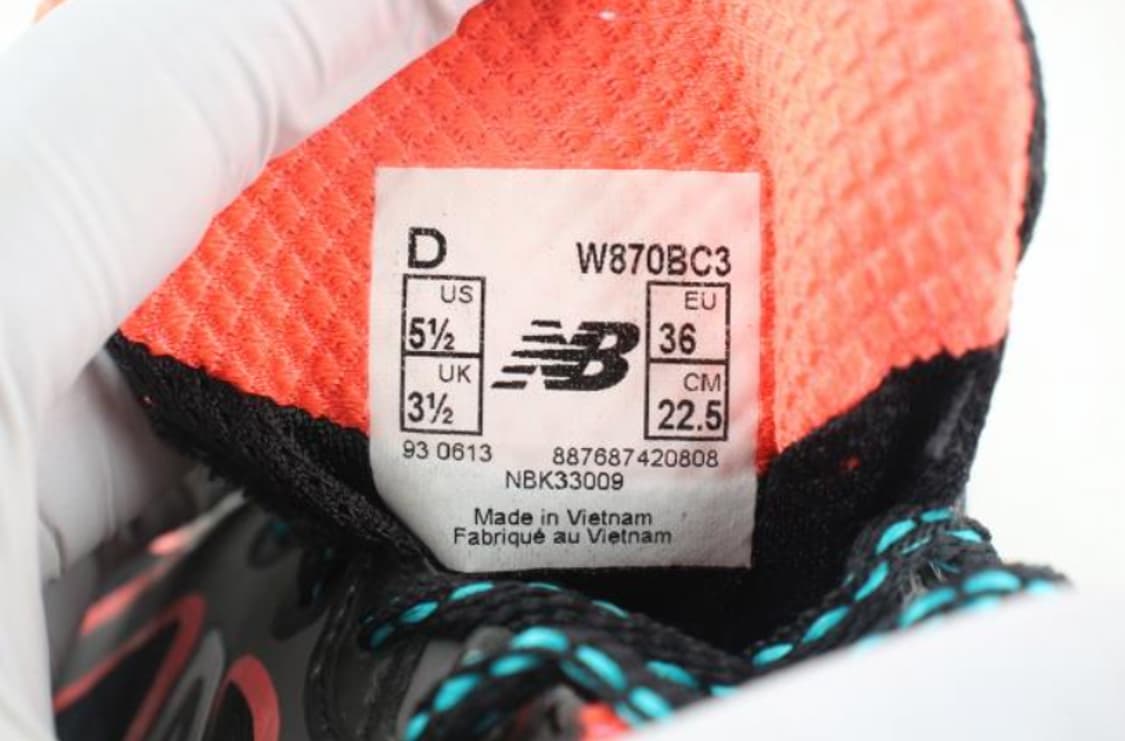 D W870BC3
US EU
5½ NB 36
UK CM
3½ 22.5
93 0613 887687420808
NBK33009
Made in Vietnam
Fabriqué au Vietnam